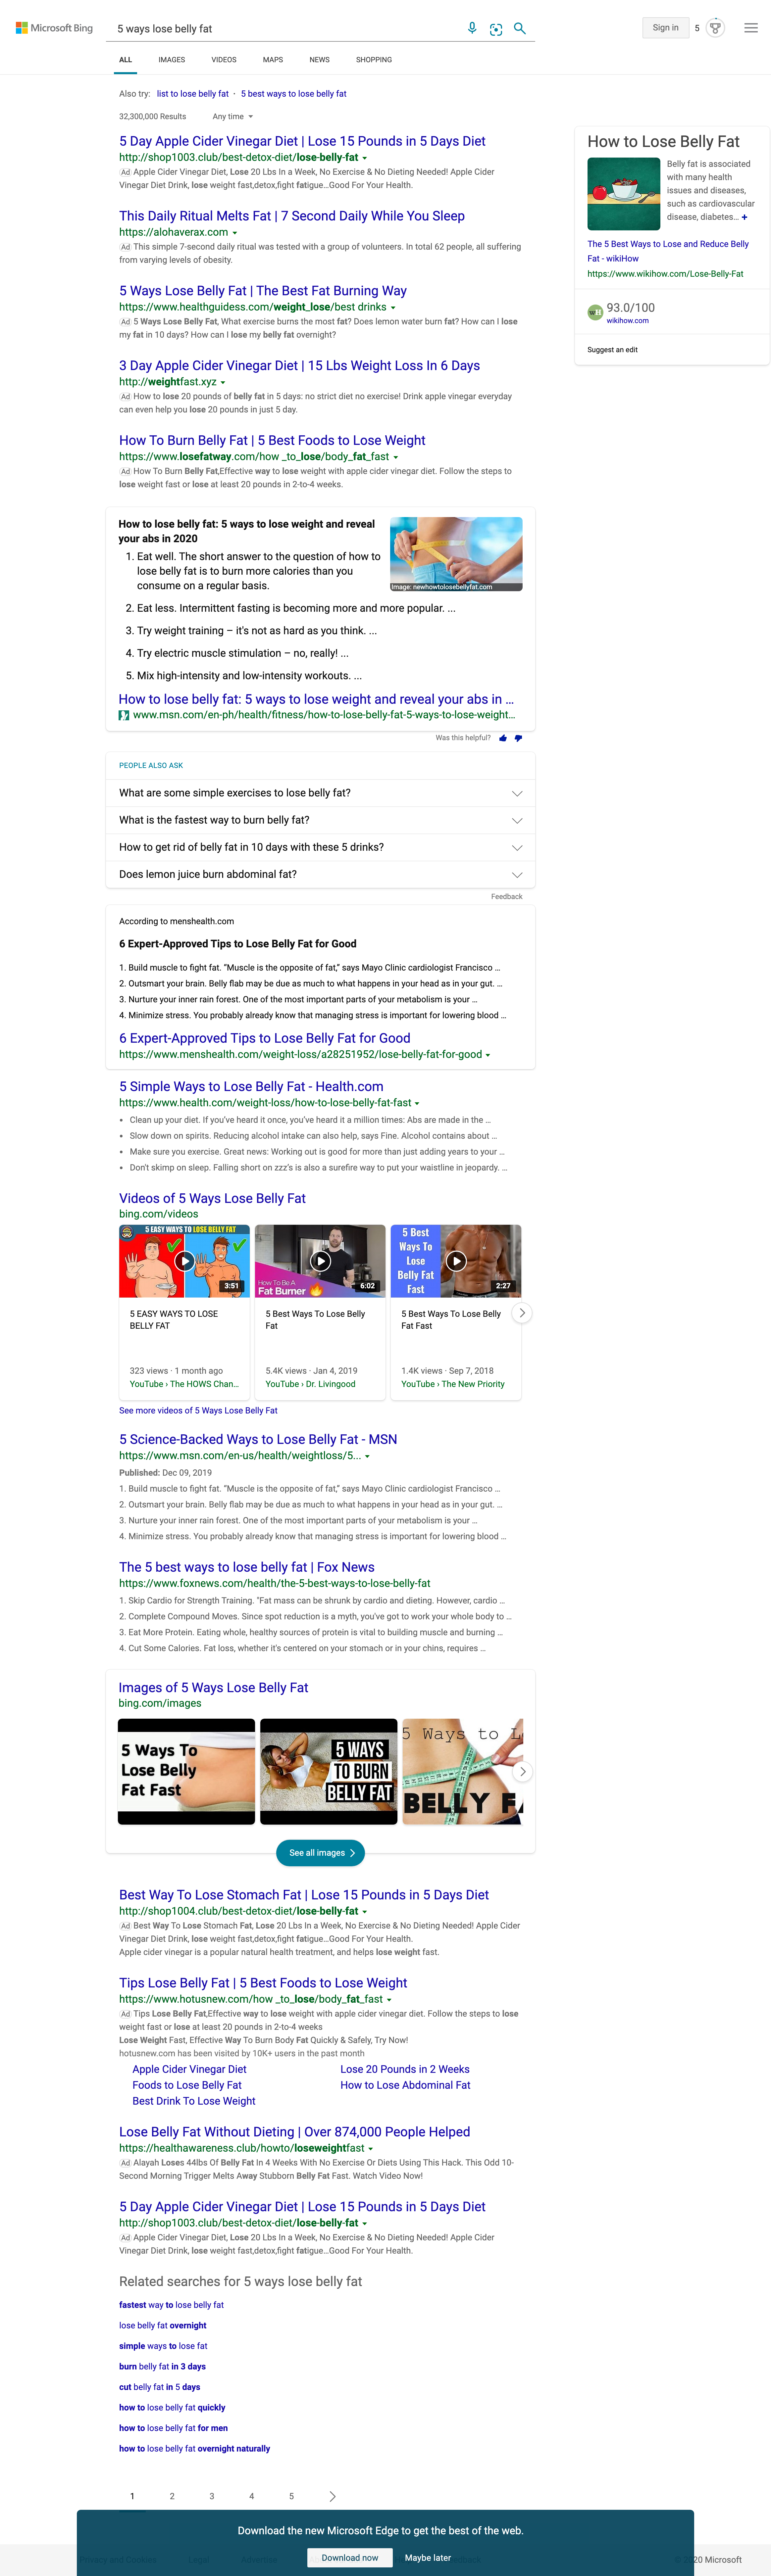 Microsoft Bing
5 ways lose belly fat
Sign in
5
ALL
IMAGES
VIDEOS
MAPS
NEWS
SHOPPING
Also try: list to lose belly fat · 5 best ways to lose belly fat
32,300,000 Results
Any time
5 Day Apple Cider Vinegar Diet | Lose 15 Pounds in 5 Days Diet
http://shop1003.club/best-detox-diet/lose-belly-fat
Ad Apple Cider Vinegar Diet, Lose 20 Lbs In a Week, No Exercise & No Dieting Needed! Apple Cider
Vinegar Diet Drink, lose weight fast,detox,fight fatigue...Good For Your Health.
This Daily Ritual Melts Fat | 7 Second Daily While You Sleep
https://alohaverax.com
Ad This simple 7-second daily ritual was tested with a group of volunteers. In total 62 people, all suffering
from varying levels of obesity.
5 Ways Lose Belly Fat | The Best Fat Burning Way
https://www.healthguidess.com/weight_lose/best drinks
Ad 5 Ways Lose Belly Fat, What exercise burns the most fat? Does lemon water burn fat? How can I lose
my fat in 10 days? How can I lose my belly fat overnight?
3 Day Apple Cider Vinegar Diet | 15 Lbs Weight Loss In 6 Days
http://weightfast.xyz
Ad How to lose 20 pounds of belly fat in 5 days: no strict diet no exercise! Drink apple vinegar everyday
can even help you lose 20 pounds in just 5 day.
How To Burn Belly Fat | 5 Best Foods to Lose Weight
https://www.losefatway.com/how _to_lose/body_fat_fast
Ad How To Burn Belly Fat,Effective way to lose weight with apple cider vinegar diet. Follow the steps to
lose weight fast or lose at least 20 pounds in 2-to-4 weeks.
How to lose belly fat: 5 ways to lose weight and reveal
your abs in 2020
1. Eat well. The short answer to the question of how to
lose belly fat is to burn more calories than you
consume on a regular basis.
Image: newhowtolosebellyfat.com
2. Eat less. Intermittent fasting is becoming more and more popular. ...
3. Try weight training – it's not as hard as you think. ...
4. Try electric muscle stimulation – no, really! ...
5. Mix high-intensity and low-intensity workouts. ...
How to lose belly fat: 5 ways to lose weight and reveal your abs in ...
www.msn.com/en-ph/health/fitness/how-to-lose-belly-fat-5-ways-to-lose-weight...
Was this helpful?
PEOPLE ALSO ASK
What are some simple exercises to lose belly fat?
What is the fastest way to burn belly fat?
How to get rid of belly fat in 10 days with these 5 drinks?
Does lemon juice burn abdominal fat?
Feedback
According to menshealth.com
6 Expert-Approved Tips to Lose Belly Fat for Good
1. Build muscle to fight fat. "Muscle is the opposite of fat," says Mayo Clinic cardiologist Francisco ...
2. Outsmart your brain. Belly flab may be due as much to what happens in your head as in your gut. ...
3. Nurture your inner rain forest. One of the most important parts of your metabolism is your ...
4. Minimize stress. You probably already know that managing stress is important for lowering blood ...
6 Expert-Approved Tips to Lose Belly Fat for Good
https://www.menshealth.com/weight-loss/a28251952/lose-belly-fat-for-good
5 Simple Ways to Lose Belly Fat - Health.com
https://www.health.com/weight-loss/how-to-lose-belly-fat-fast
• Clean up your diet. If you've heard it once, you've heard it a million times: Abs are made in the ...
• Slow down on spirits. Reducing alcohol intake can also help, says Fine. Alcohol contains about ...
• Make sure you exercise. Great news: Working out is good for more than just adding years to your ...
• Don't skimp on sleep. Falling short on zzz's is also a surefire way to put your waistline in jeopardy. ...
Videos of 5 Ways Lose Belly Fat
bing.com/videos
5 EASY WAYS TO LOSE BELLY FAT
3:51
How To Be A
Fat Burner
6:02
5 Best
Ways To
Lose
Belly Fat
Fast
2:27
5 EASY WAYS TO LOSE
BELLY FAT
323 views · 1 month ago
YouTube › The HOWS Chan...
5 Best Ways To Lose Belly
Fat
5.4K views · Jan 4, 2019
YouTube › Dr. Livingood
5 Best Ways To Lose Belly
Fat Fast
1.4K views · Sep 7, 2018
YouTube › The New Priority
See more videos of 5 Ways Lose Belly Fat
5 Science-Backed Ways to Lose Belly Fat - MSN
https://www.msn.com/en-us/health/weightloss/5...
Published: Dec 09, 2019
1. Build muscle to fight fat. "Muscle is the opposite of fat," says Mayo Clinic cardiologist Francisco ...
2. Outsmart your brain. Belly flab may be due as much to what happens in your head as in your gut. ...
3. Nurture your inner rain forest. One of the most important parts of your metabolism is your ...
4. Minimize stress. You probably already know that managing stress is important for lowering blood ...
The 5 best ways to lose belly fat | Fox News
https://www.foxnews.com/health/the-5-best-ways-to-lose-belly-fat
1. Skip Cardio for Strength Training. "Fat mass can be shrunk by cardio and dieting. However, cardio ...
2. Complete Compound Moves. Since spot reduction is a myth, you've got to work your whole body to ...
3. Eat More Protein. Eating whole, healthy sources of protein is vital to building muscle and burning ...
4. Cut Some Calories. Fat loss, whether it's centered on your stomach or in your chins, requires ...
Images of 5 Ways Lose Belly Fat
bing.com/images
5 Ways To
Lose Belly
Fat Fast
5 WAYS
TO BURN
BELLY FAT
5 Ways to L
BELLY F
See all images
Best Way To Lose Stomach Fat | Lose 15 Pounds in 5 Days Diet
http://shop1004.club/best-detox-diet/lose-belly-fat
Ad Best Way To Lose Stomach Fat, Lose 20 Lbs In a Week, No Exercise & No Dieting Needed! Apple Cider
Vinegar Diet Drink, lose weight fast,detox,fight fatigue...Good For Your Health.
Apple cider vinegar is a popular natural health treatment, and helps lose weight fast.
Tips Lose Belly Fat | 5 Best Foods to Lose Weight
https://www.hotusnew.com/how _to_lose/body_fat_fast
Ad Tips Lose Belly Fat,Effective way to lose weight with apple cider vinegar diet. Follow the steps to lose
weight fast or lose at least 20 pounds in 2-to-4 weeks
Lose Weight Fast, Effective Way To Burn Body Fat Quickly & Safely, Try Now!
hotusnew.com has been visited by 10K+ users in the past month
Apple Cider Vinegar Diet
Lose 20 Pounds in 2 Weeks
Foods to Lose Belly Fat
How to Lose Abdominal Fat
Best Drink To Lose Weight
Lose Belly Fat Without Dieting | Over 874,000 People Helped
https://healthawareness.club/howto/loseweightfast
Ad Alayah Loses 44lbs Of Belly Fat In 4 Weeks With No Exercise Or Diets Using This Hack. This Odd 10-
Second Morning Trigger Melts Away Stubborn Belly Fat Fast. Watch Video Now!
5 Day Apple Cider Vinegar Diet | Lose 15 Pounds in 5 Days Diet
http://shop1003.club/best-detox-diet/lose-belly-fat
Ad Apple Cider Vinegar Diet, Lose 20 Lbs In a Week, No Exercise & No Dieting Needed! Apple Cider
Vinegar Diet Drink, lose weight fast,detox,fight fatigue...Good For Your Health.
Related searches for 5 ways lose belly fat
fastest way to lose belly fat
lose belly fat overnight
simple ways to lose fat
burn belly fat in 3 days
cut belly fat in 5 days
how to lose belly fat quickly
how to lose belly fat for men
how to lose belly fat overnight naturally
1
2
3
4
5
How to Lose Belly Fat
Belly fat is associated
with many health
issues and diseases,
such as cardiovascular
disease, diabetes... +
The 5 Best Ways to Lose and Reduce Belly
Fat - wikiHow
https://www.wikihow.com/Lose-Belly-Fat
wH
93.0/100
wikihow.com
Suggest an edit
Download the new Microsoft Edge to get the best of the web.
Download now
Maybe later
20 Microsoft